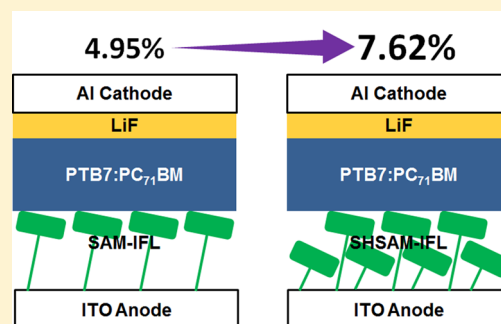 4.95% 7.62%
Al Cathode Al Cathode
LiF LiF
PTB7:PC₇₁BM PTB7:PC₇₁BM
SAM-IFL SHSAM-IFL
ITO Anode ITO Anode